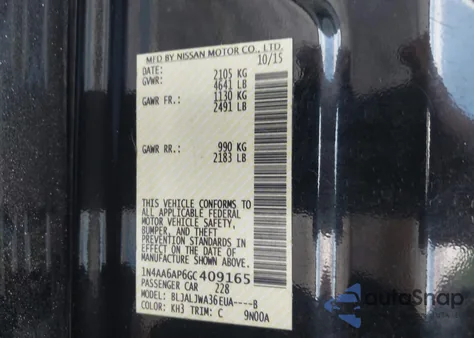 MFD BY NISSAN MOTOR CO., LTD.
DATE: 10/15
GVWR: 2105 KG
4641 LB
GAWR FR.: 1130 KG
2491 LB
GAWR RR.: 990 KG
2183 LB
THIS VEHICLE CONFORMS TO
ALL APPLICABLE FEDERAL
MOTOR VEHICLE SAFETY,
BUMPER, AND THEFT
PREVENTION STANDARDS IN
EFFECT ON THE DATE OF
MANUFACTURE SHOWN ABOVE.
1N4AA6AP6GC409165
PASSENGER CAR 228
MODEL: BLJALJWA36EUA----B
COLOR: KH3 TRIM: C 9N00A
autoSnap